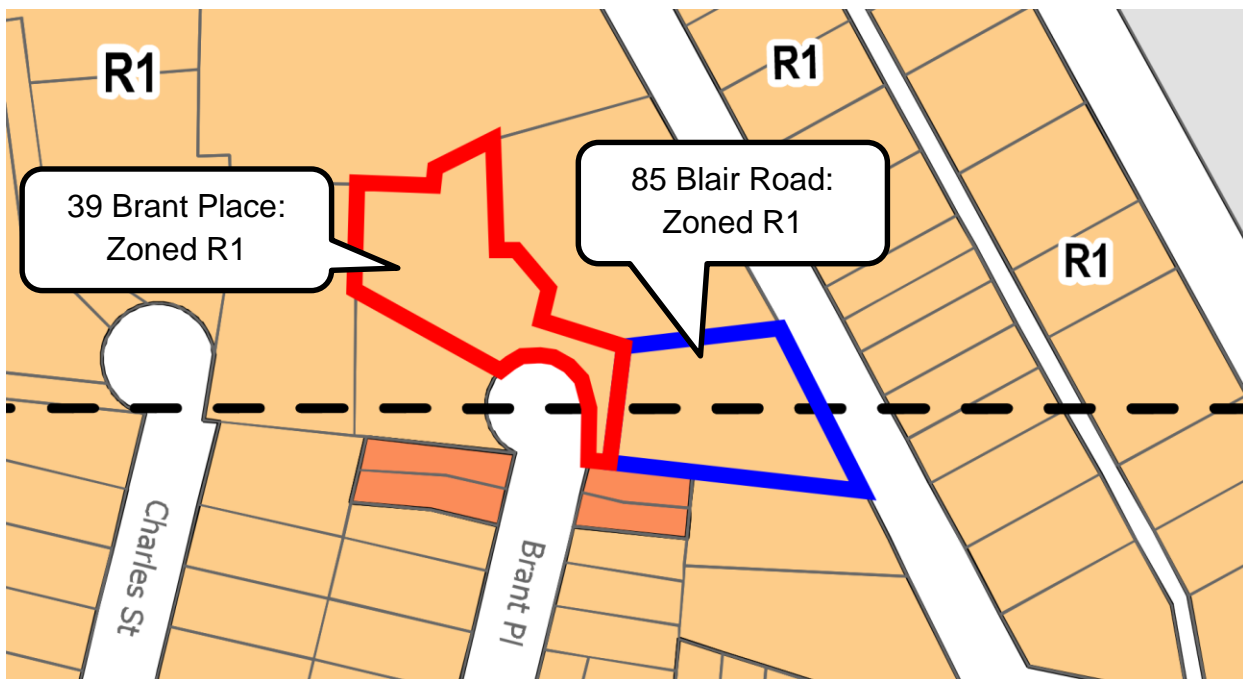 R1
R1
39 Brant Place:
Zoned R1
85 Blair Road:
Zoned R1
R1
Charles St
Brant Pl